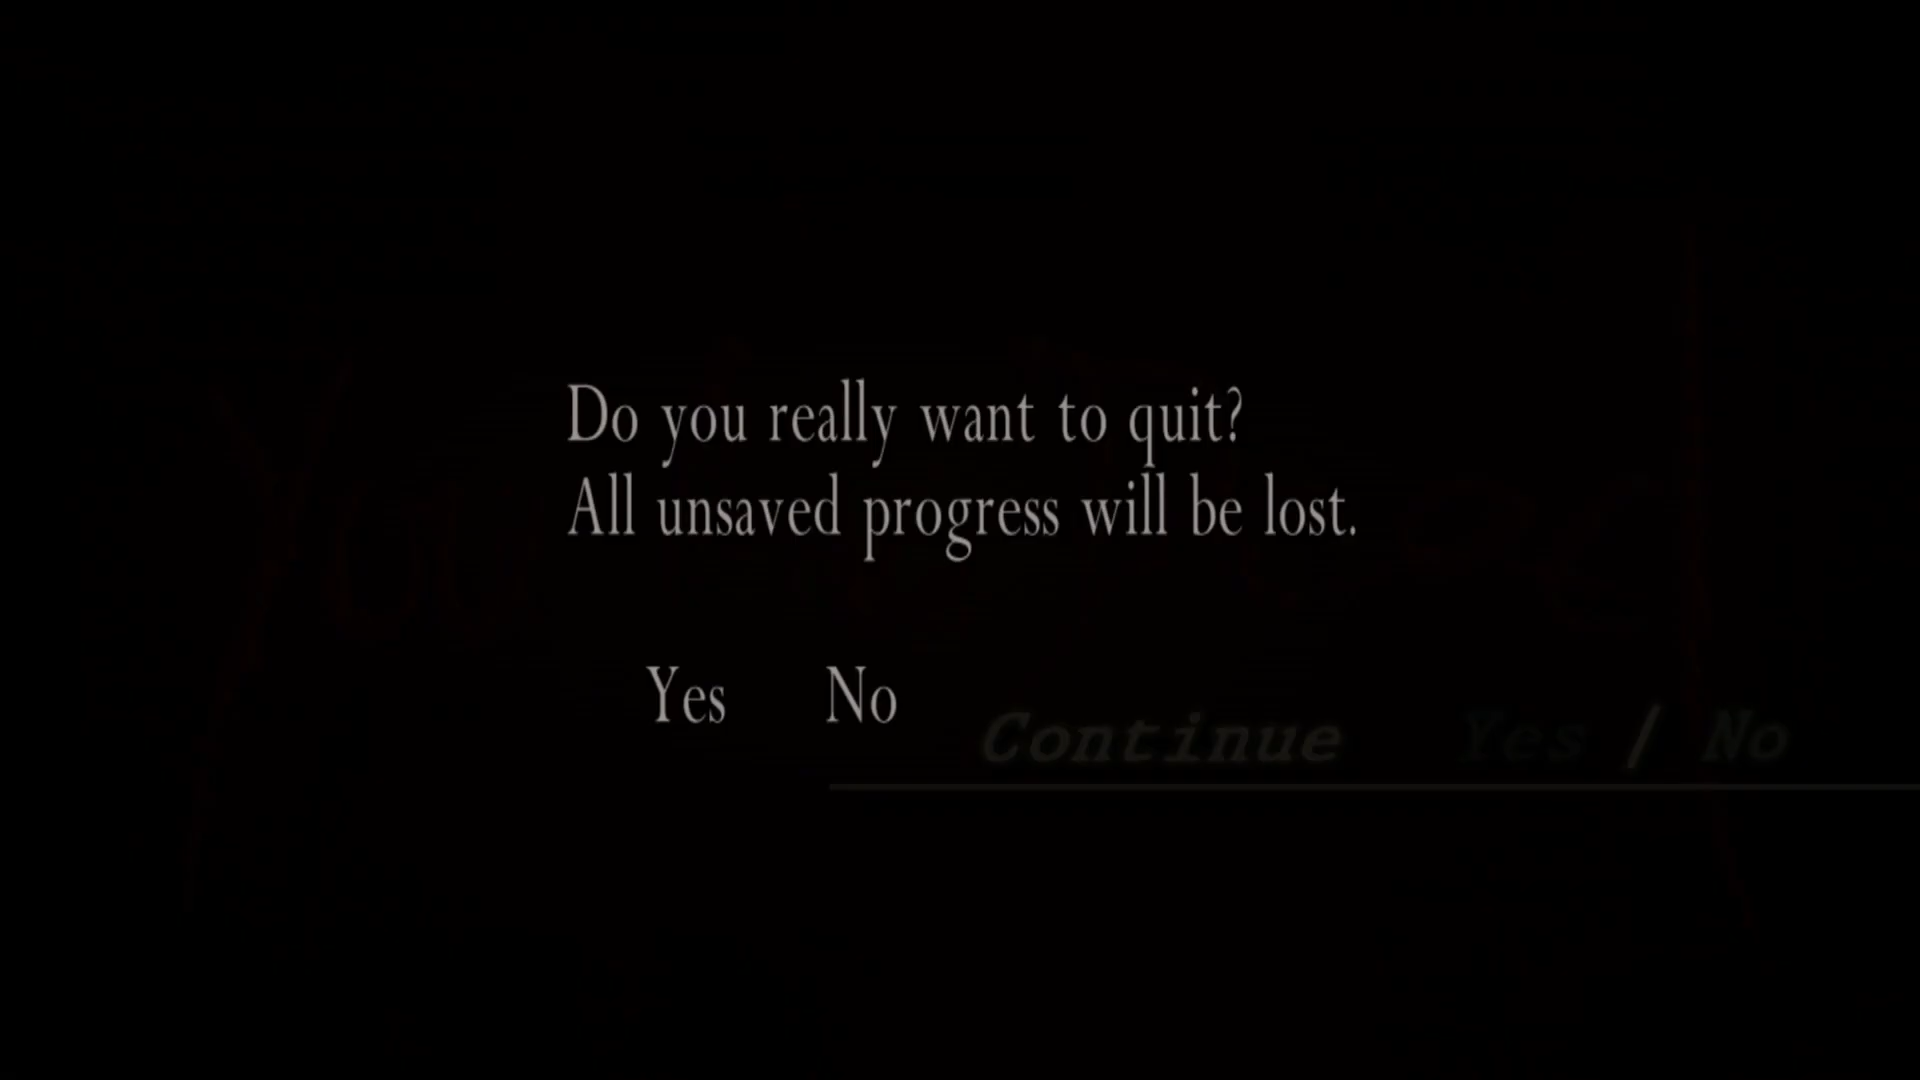 Do you really want to quit?
All unsaved progress will be lost.
Yes No
Continue Yes / No